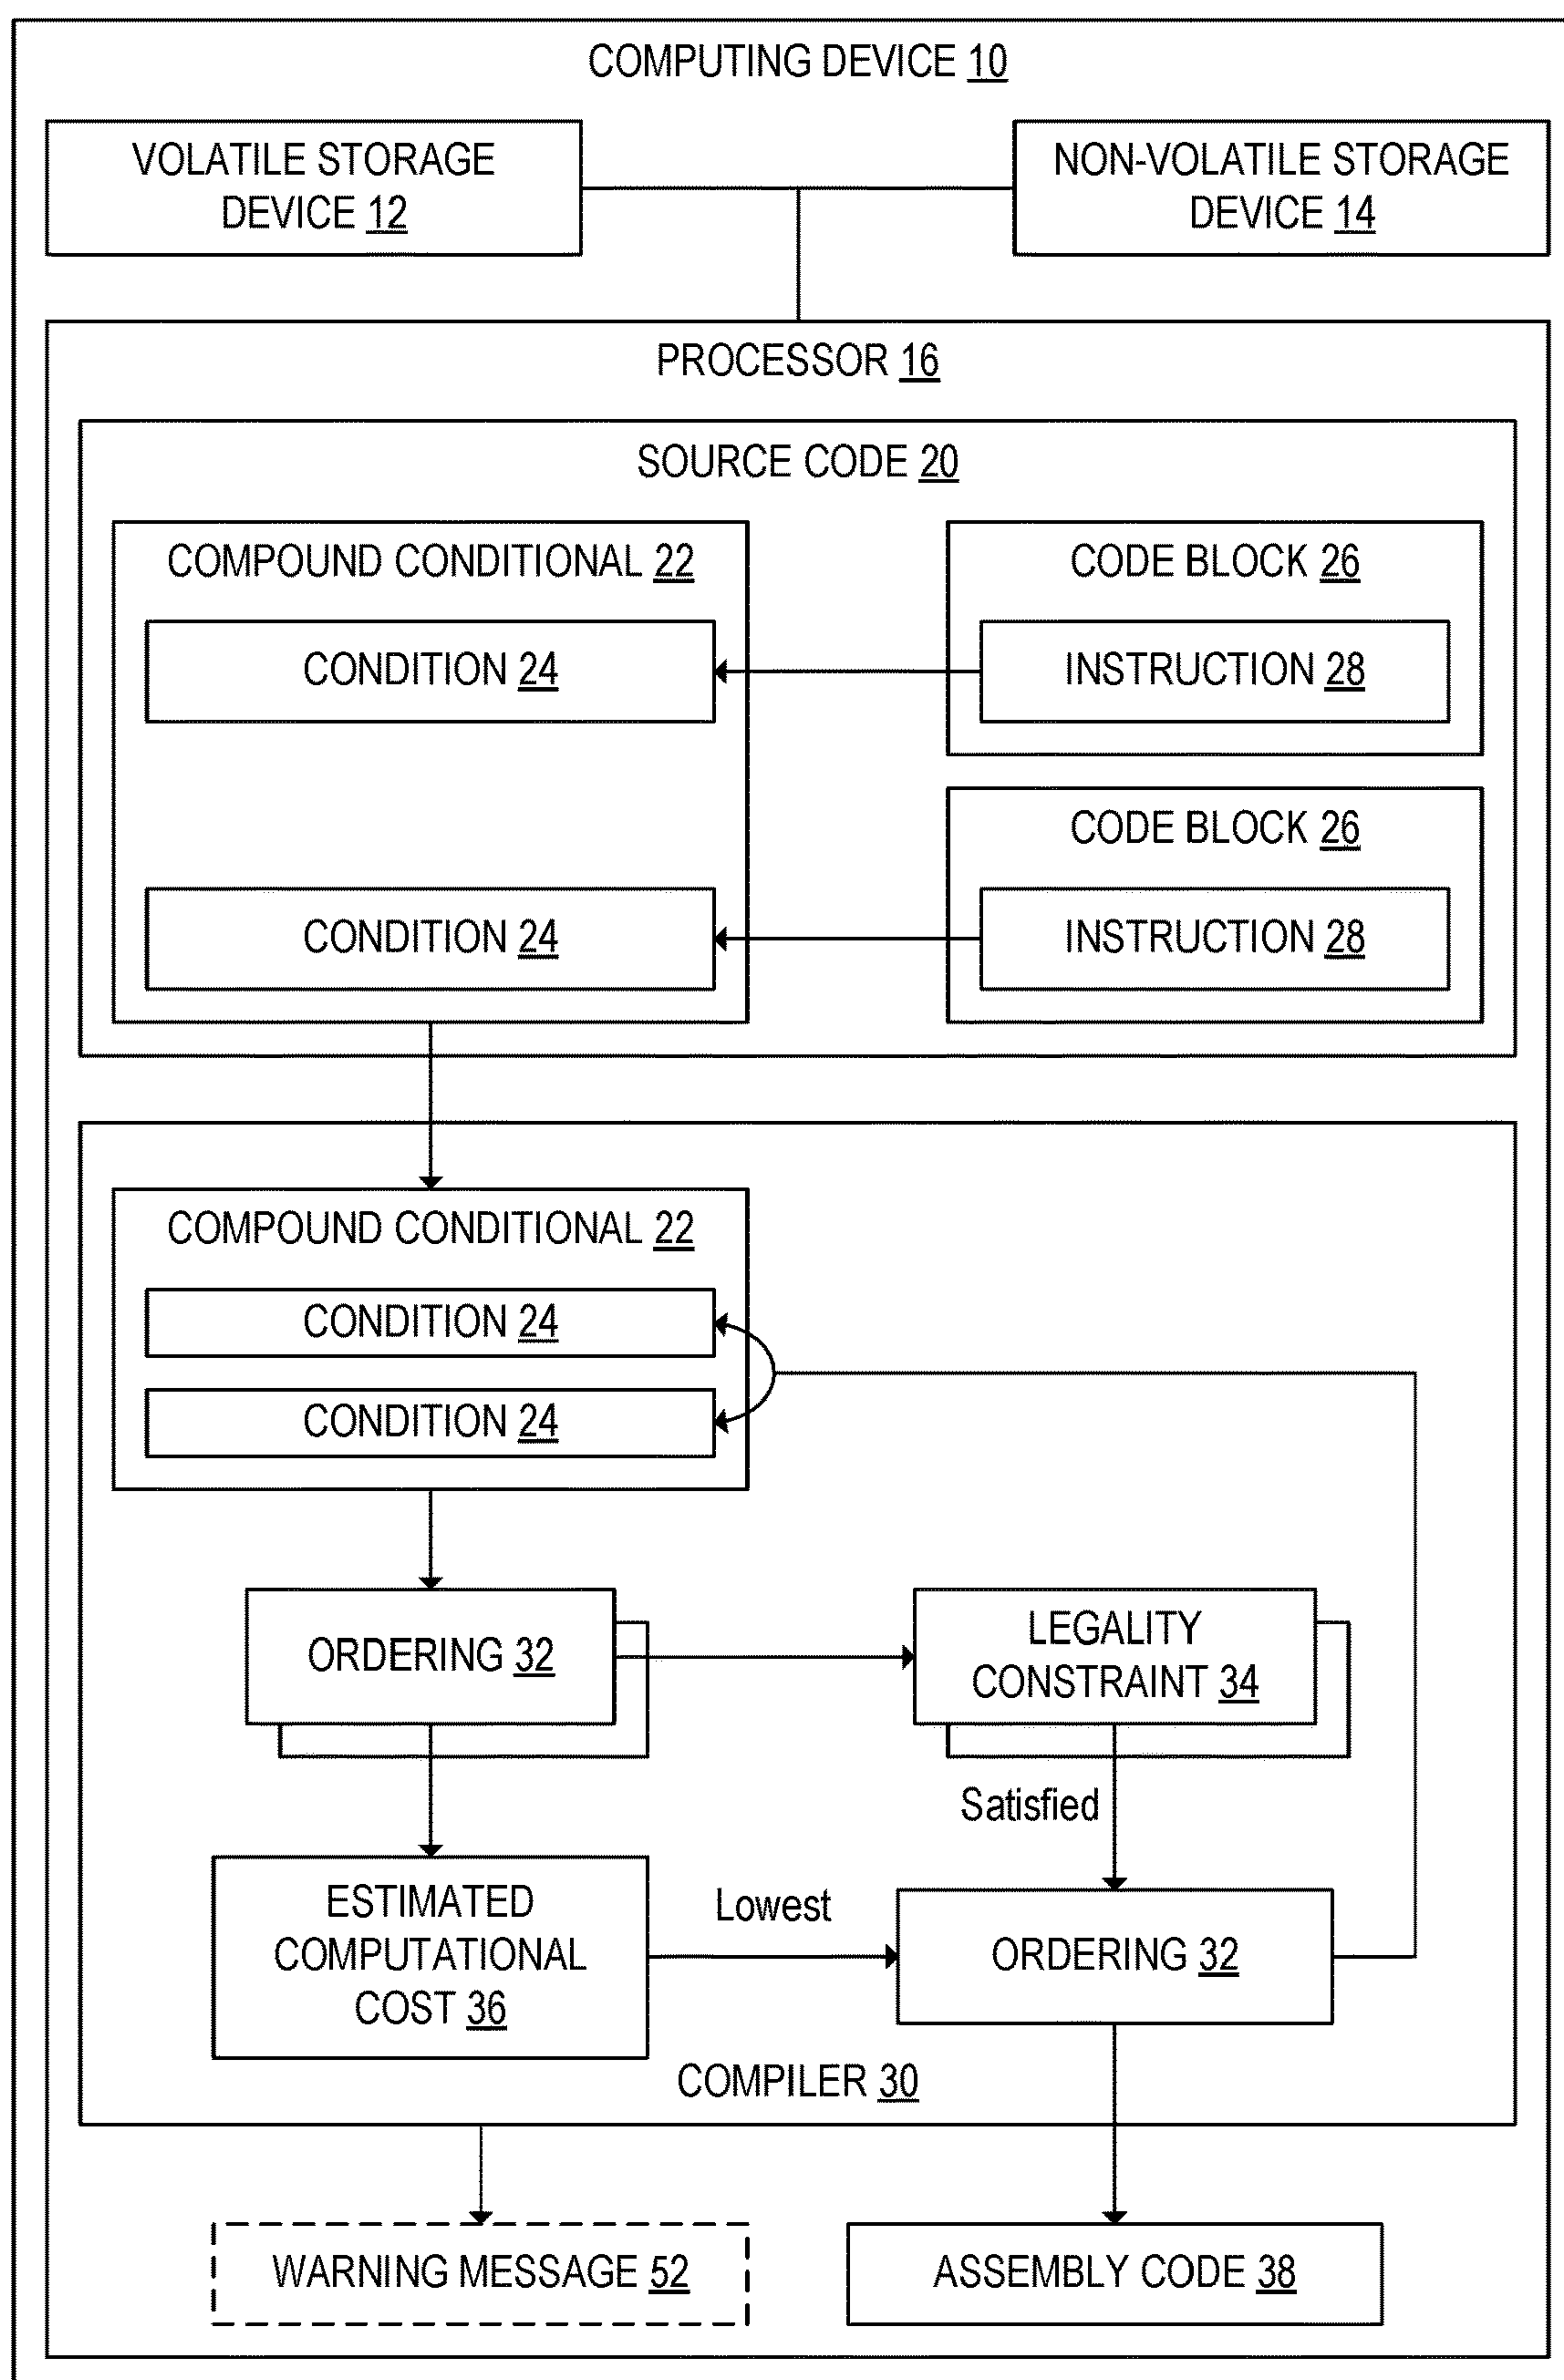 COMPUTING DEVICE 10
VOLATILE STORAGE
DEVICE 12
NON-VOLATILE STORAGE
DEVICE 14
PROCESSOR 16
SOURCE CODE 20
COMPOUND CONDITIONAL 22
CONDITION 24
CONDITION 24
CODE BLOCK 26
INSTRUCTION 28
CODE BLOCK 26
INSTRUCTION 28
COMPOUND CONDITIONAL 22
CONDITION 24
CONDITION 24
ORDERING 32
LEGALITY
CONSTRAINT 34
Satisfied
ESTIMATED
COMPUTATIONAL
COST 36
Lowest
ORDERING 32
COMPILER 30
WARNING MESSAGE 52
ASSEMBLY CODE 38